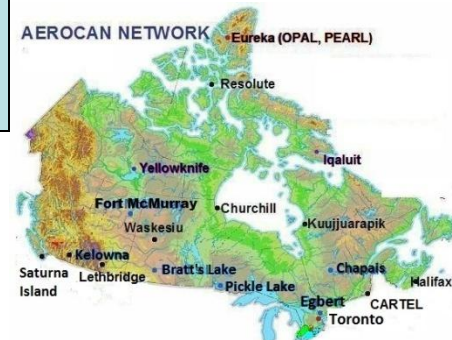 AEROCAN NETWORK
Eureka (OPAL, PEARL)
Resolute
Iqaluit
Yellowknife
Fort McMurray
Churchill
Kuujjuarapik
Waskesiu
Kelowna
Bratt's Lake
Chapais
Saturna
Island
Lethbridge
Pickle Lake
Halifax
Egbert
CARTEL
Toronto